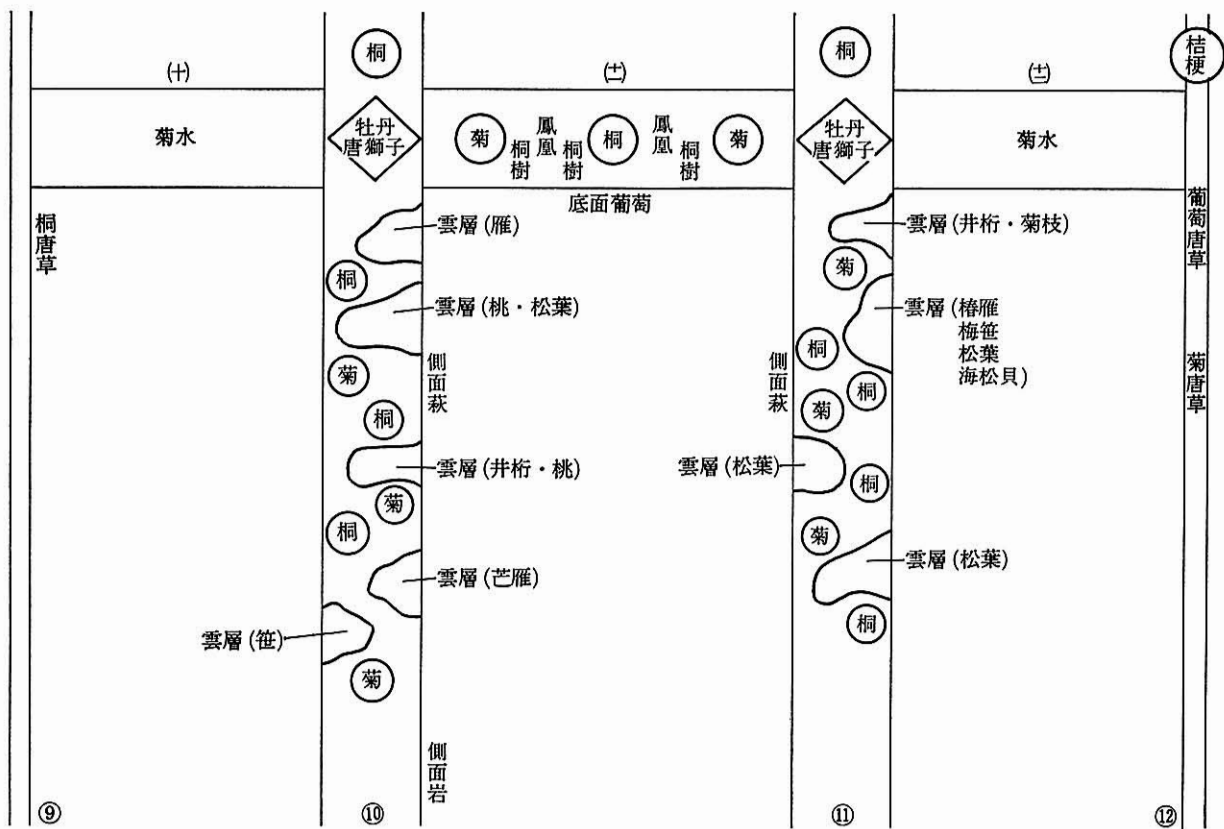 (十)
(十一)
(十二)
桐
桐
桔梗
菊水
牡丹
唐獅子
菊
桐樹
鳳凰
桐樹
桐
鳳凰
桐樹
菊
牡丹
唐獅子
菊水
底面葡萄
桐唐草
雲層(雁)
桐
雲層(桃・松葉)
菊
側面萩
桐
雲層(井桁・桃)
菊
桐
雲層(芒雁)
雲層(笹)
菊
側面岩
雲層(井桁・菊枝)
菊
雲層(椿雁
梅笹
松葉
海松貝)
桐
桐
側面萩
菊
雲層(松葉)
桐
菊
雲層(松葉)
桐
葡萄唐草
菊唐草
⑨
⑩
⑪
⑫